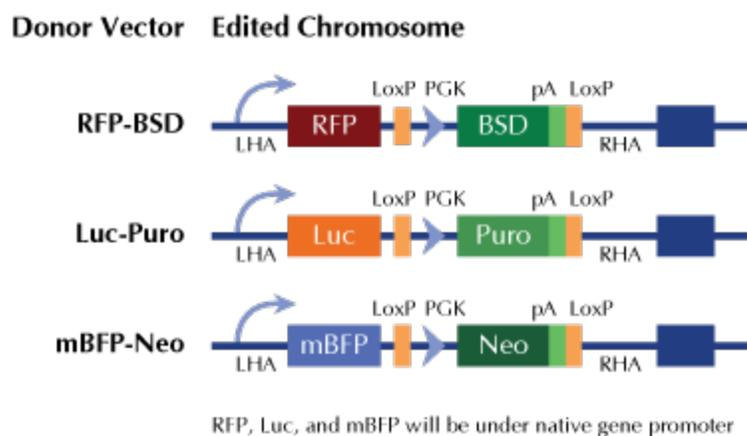 Donor Vector Edited Chromosome
LoxP PGK pA LoxP
RFP-BSD RFP BSD
LHA RHA
LoxP PGK pA LoxP
Luc-Puro Luc Puro
LHA RHA
LoxP PGK pA LoxP
mBFP-Neo mBFP Neo
LHA RHA
RFP, Luc, and mBFP will be under native gene promoter